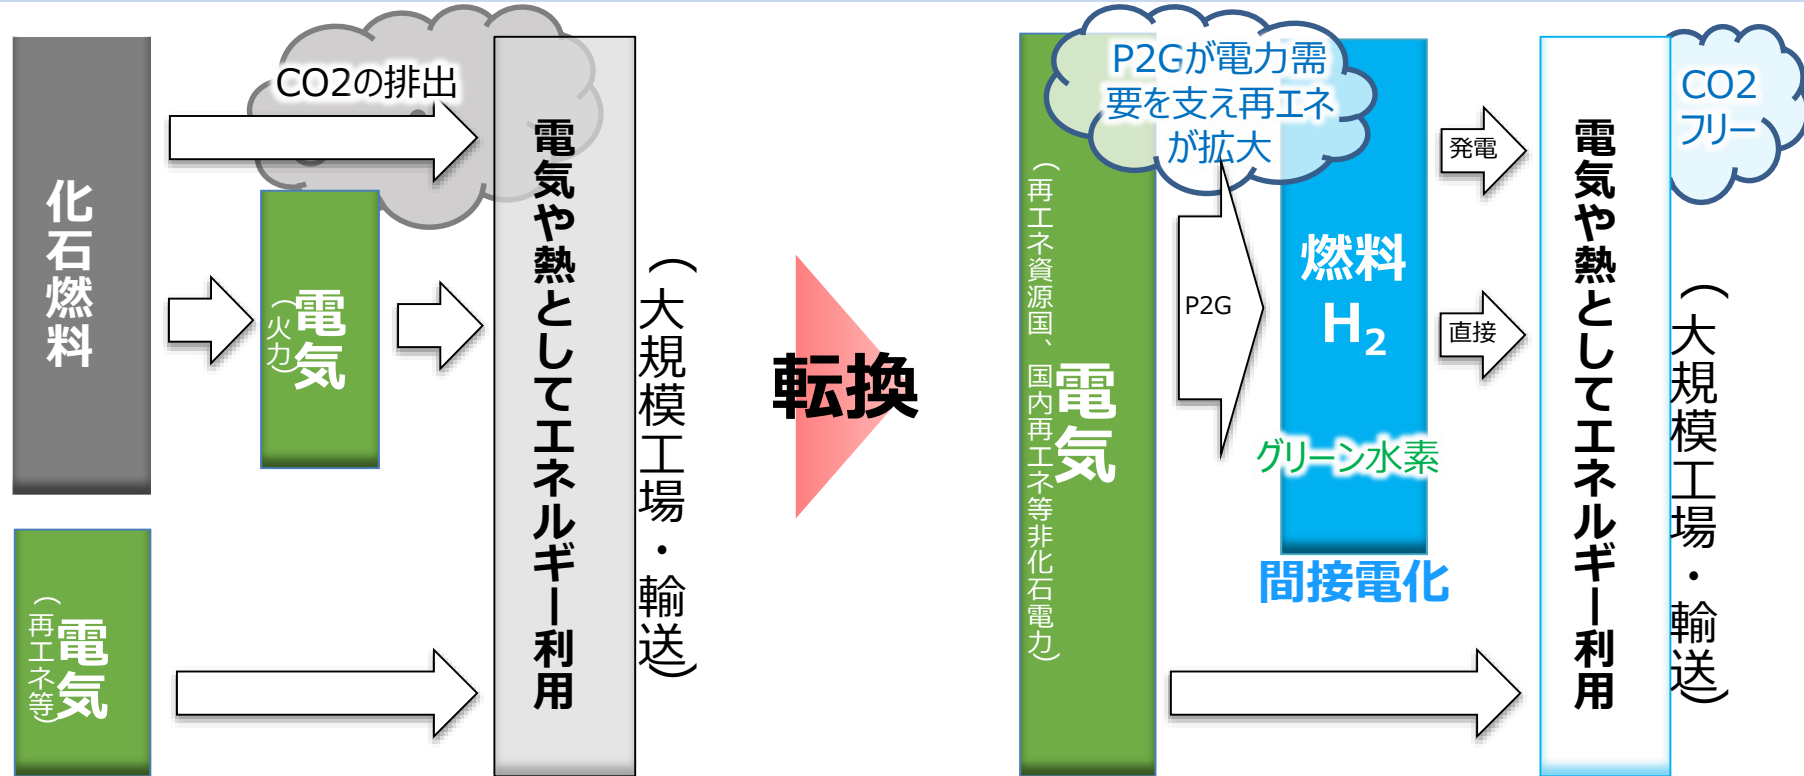 CO2の排出
化石燃料
電気
（火力）
電気
（再エネ等）
電気や熱としてエネルギー利用
（大規模工場・輸送）
転換
P2Gが電力需
要を支え再エネ
が拡大
電気
（再エネ資源国、国内再エネ等非化石電力）
P2G
燃料
H₂
グリーン水素
間接電化
発電
直接
電気や熱としてエネルギー利用
（大規模工場・輸送）
CO2
フリー